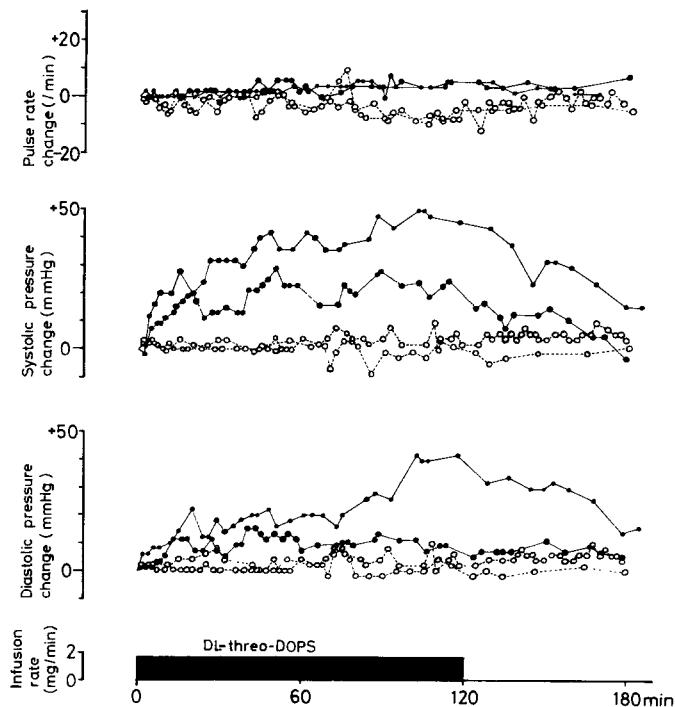 +20
0
-20
Pulse rate
change (/min)
+50
0
Systolic pressure
change (mmHg)
+50
0
Diastolic pressure
change (mmHg)
DL-threo-DOPS
2
0
Infusion
rate
(mg/min)
0 60 120 180 min